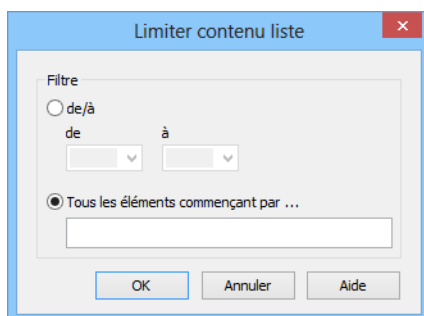 Limiter contenu liste
Filtre
de/à
de à
Tous les éléments commençant par ...
OK Annuler Aide